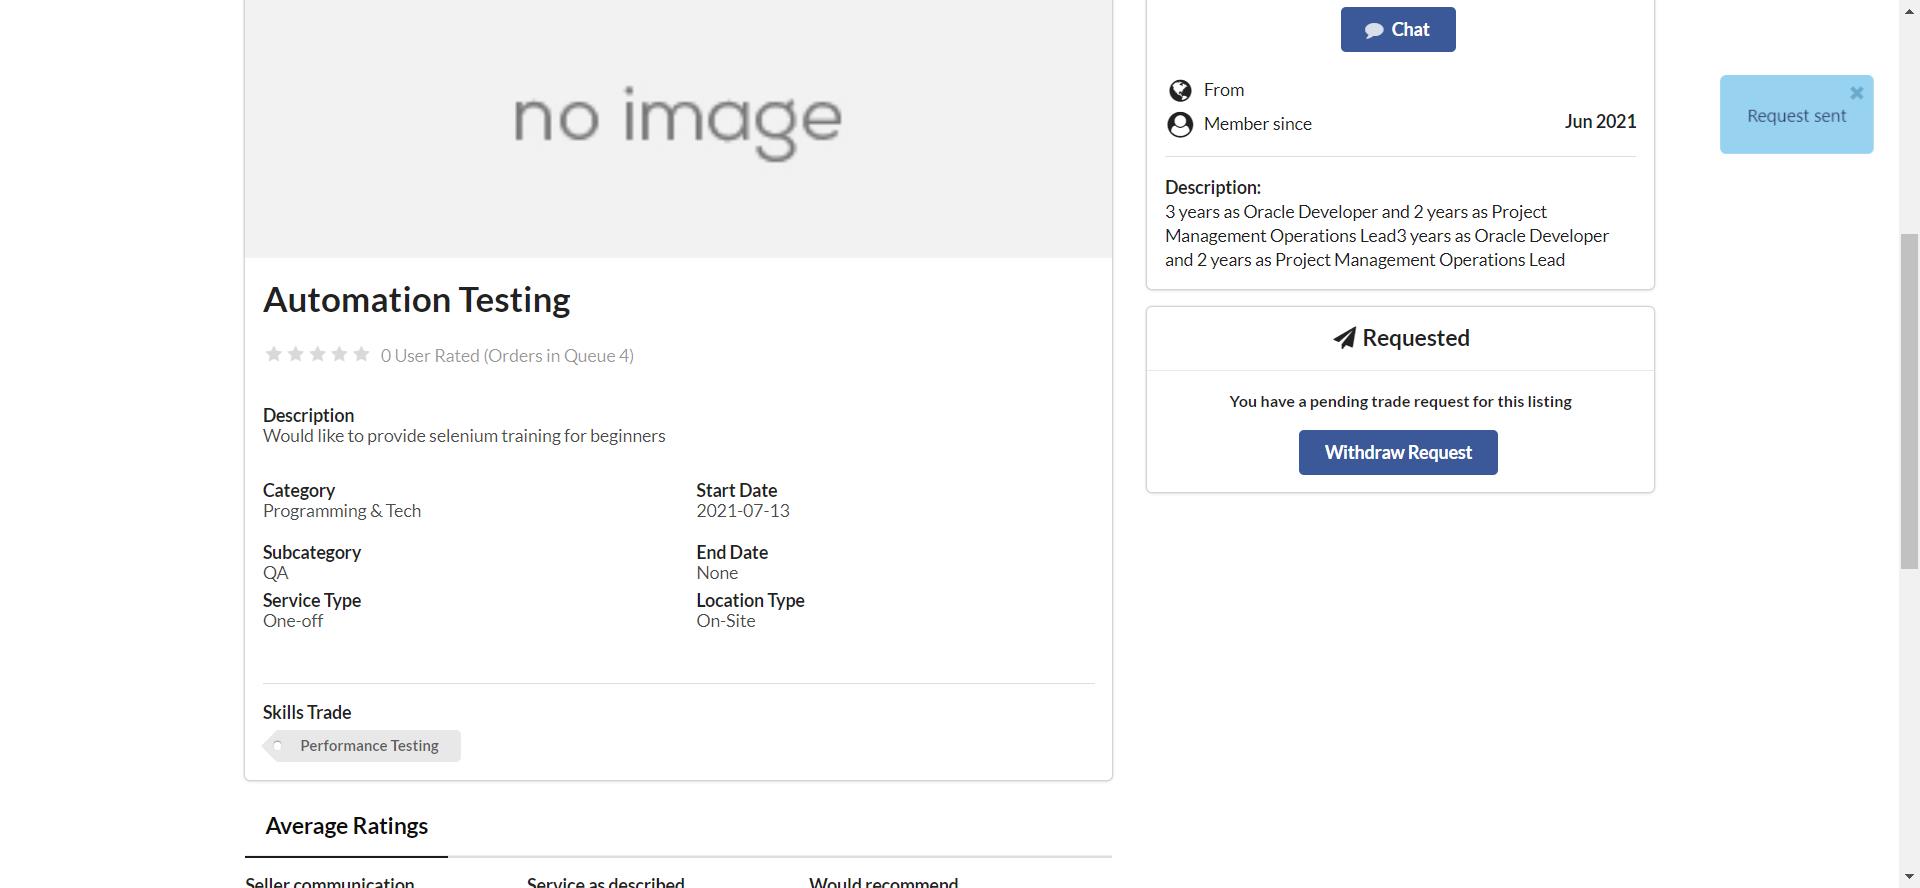 no image
Automation Testing
0 User Rated (Orders in Queue 4)
Description
Would like to provide selenium training for beginners
Category
Programming & Tech
Start Date
2021-07-13
Subcategory
QA
End Date
None
Service Type
One-off
Location Type
On-Site
Skills Trade
Performance Testing
Average Ratings
Seller communication
Service as described
Would recommend
Chat
From
Member since
Jun 2021
Description:
3 years as Oracle Developer and 2 years as Project
Management Operations Lead3 years as Oracle Developer
and 2 years as Project Management Operations Lead
Requested
You have a pending trade request for this listing
Withdraw Request
Request sent